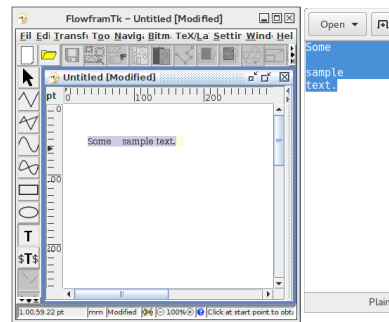 FlowframTk – Untitled [Modified]
Fil Edi Transf Too Navig Bitm TeX/La Settir Wind Hel
Untitled [Modified]
pt 0 100 200
0
Some sample text.
100
200
T
$T$
1.00,59.22 pt mm Modified 100% Click at start point to obt
Open
Some
sample
text.
Plain